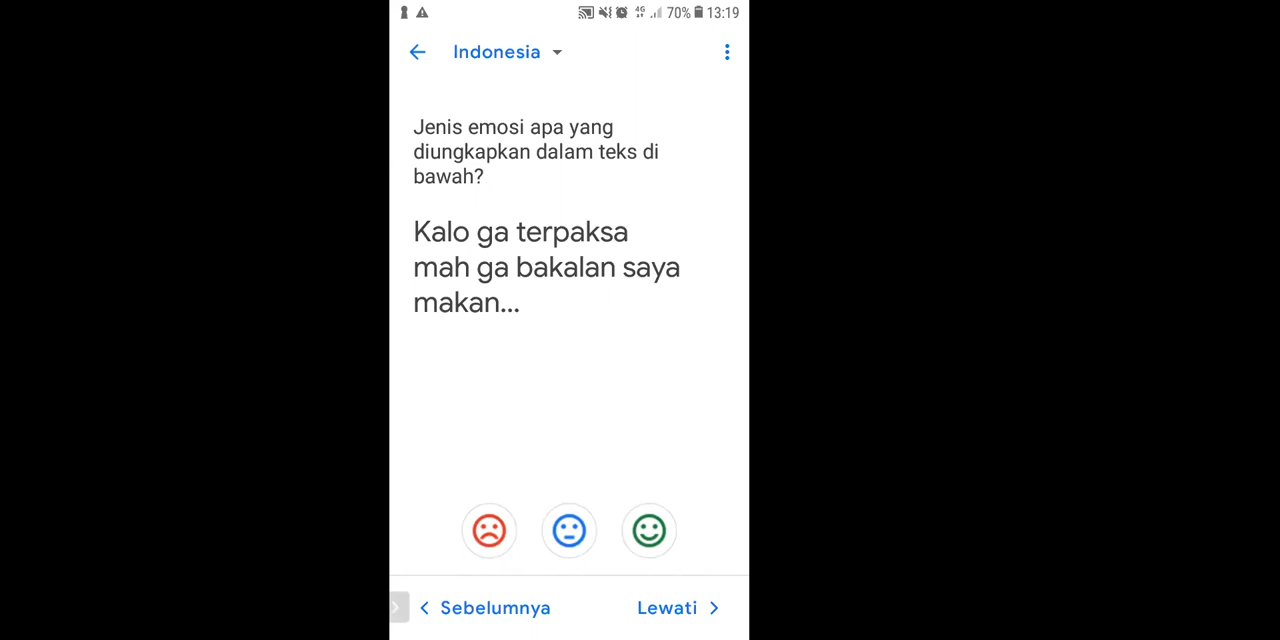 4G 70% 13:19
Indonesia
Jenis emosi apa yang
diungkapkan dalam teks di
bawah?
Kalo ga terpaksa
mah ga bakalan saya
makan...
Sebelumnya Lewati